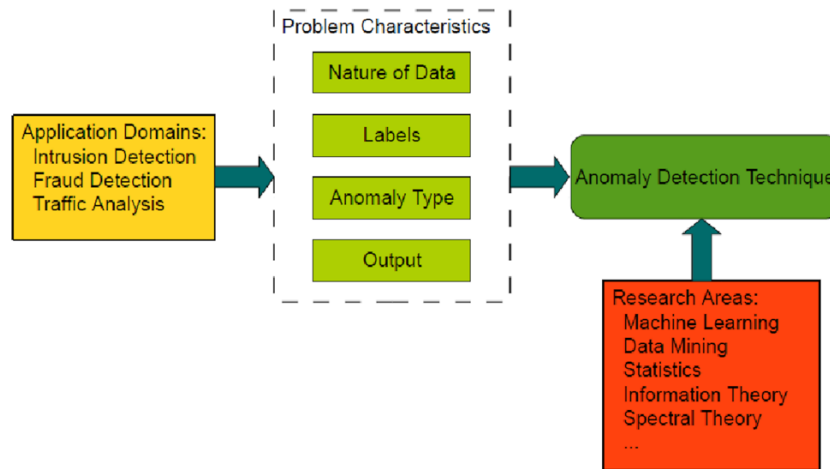 Problem Characteristics
Nature of Data
Labels
Anomaly Type
Output
Application Domains:
Intrusion Detection
Fraud Detection
Traffic Analysis
Anomaly Detection Technique
Research Areas:
Machine Learning
Data Mining
Statistics
Information Theory
Spectral Theory
...